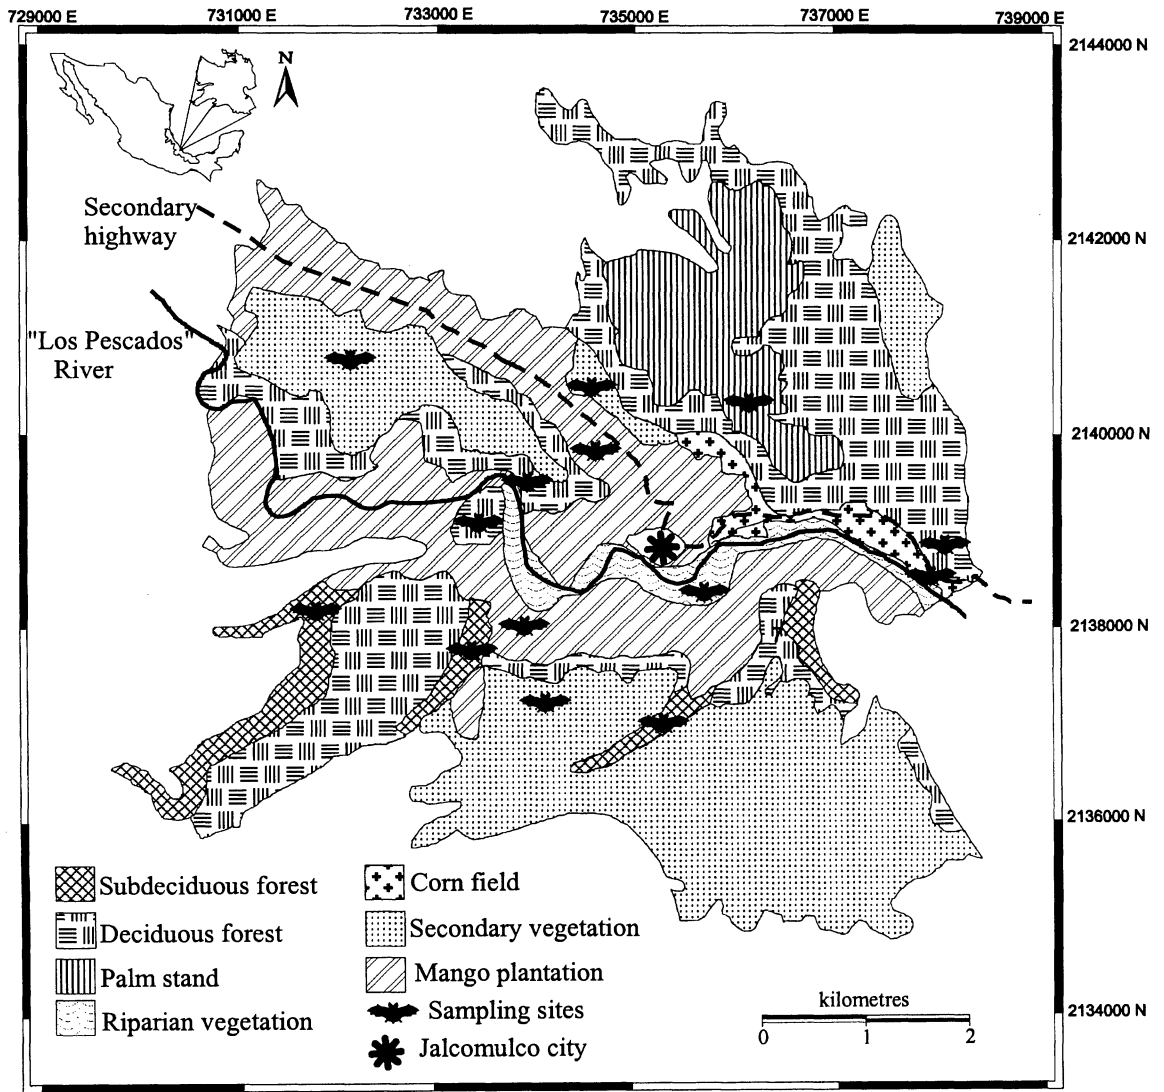 729000 E
731000 E
733000 E
735000 E
737000 E
739000 E
2144000 N
N
Secondary
highway
2142000 N
"Los Pescados"
River
2140000 N
2138000 N
2136000 N
Subdeciduous forest
Corn field
Deciduous forest
Secondary vegetation
Palm stand
Mango plantation
Riparian vegetation
Sampling sites
Jalcomulco city
kilometres
0 1 2
2134000 N